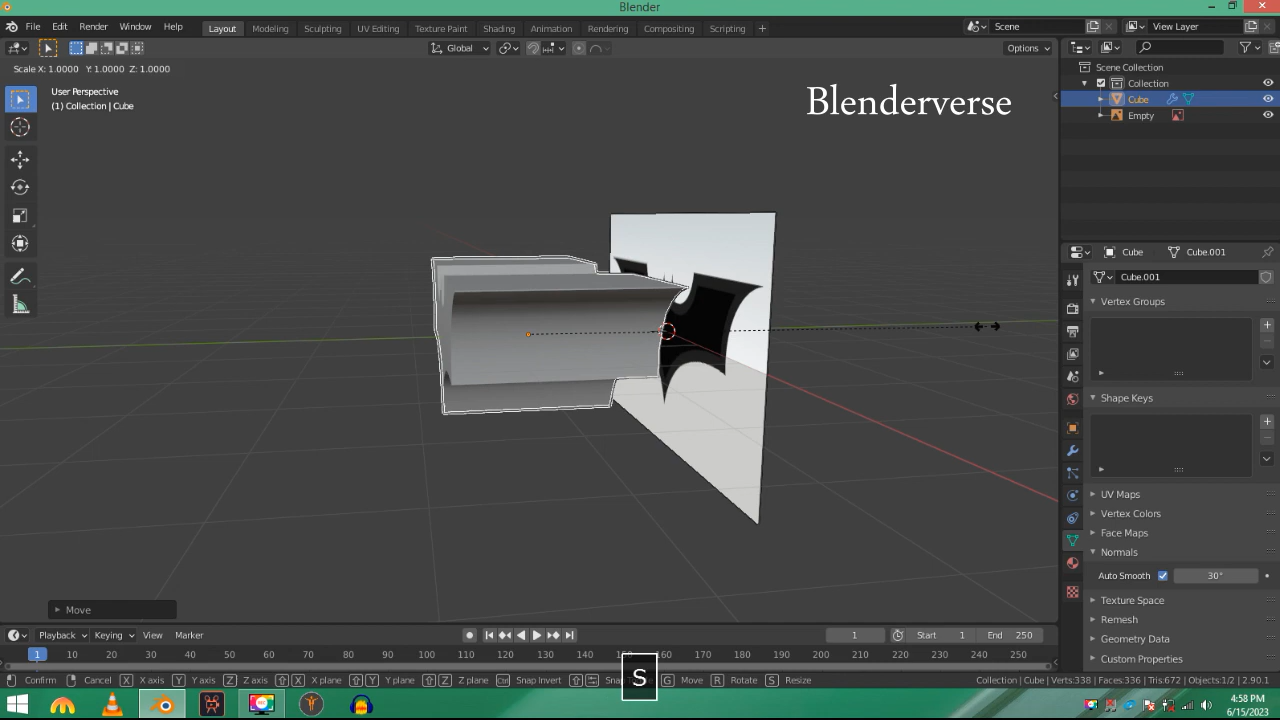 Blender
File Edit Render Window Help
Layout Modeling Sculpting UV Editing Texture Paint Shading Animation Rendering Compositing Scripting +
Scene
View Layer
Global
Options
Scale X: 1.0000 Y: 1.0000 Z: 1.0000
User Perspective
(1) Collection | Cube
Blenderverse
Scene Collection
Collection
Cube
Empty
Cube
Cube.001
Cube.001
Vertex Groups
Shape Keys
UV Maps
Vertex Colors
Face Maps
Normals
Auto Smooth 30°
Texture Space
Remesh
Geometry Data
Custom Properties
Move
Playback Keying View Marker
1 Start 1 End 250
1 10 20 30 40 50 60 70 80 90 100 110 120 130 140 150 160 170 180 190 200 210 220 230 240 250
S
Confirm Cancel X X axis Y Y axis Z Z axis X X plane Y Y plane Z Z plane Ctrl Snap Invert G Move R Rotate S Resize
Collection | Cube | Verts:338 | Faces:336 | Tris:672 | Objects:1/2 | 2.90.1
4:58 PM
6/15/2023